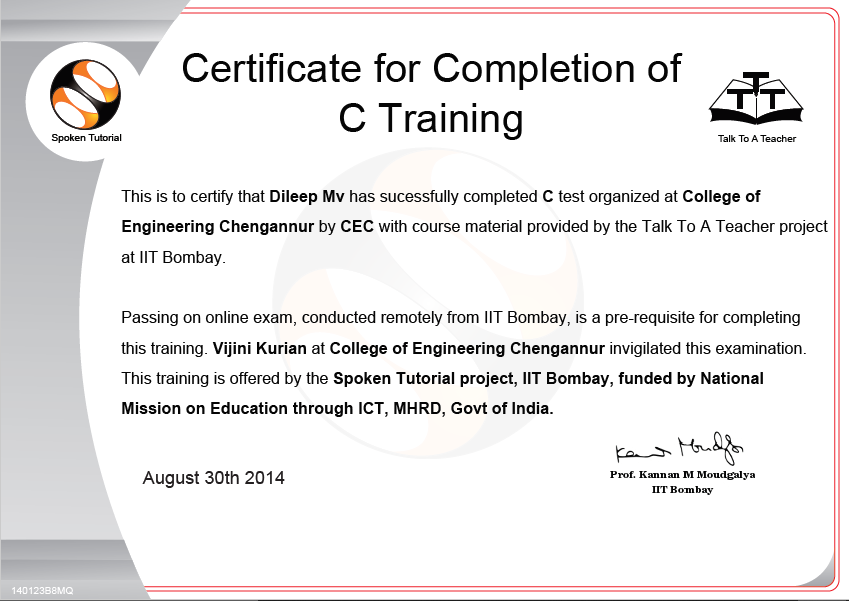 Certificate for Completion of
C Training
Spoken Tutorial
TTT
Talk To A Teacher
This is to certify that Dileep Mv has sucessfully completed C test organized at College of
Engineering Chengannur by CEC with course material provided by the Talk To A Teacher project
at IIT Bombay.
Passing on online exam, conducted remotely from IIT Bombay, is a pre-requisite for completing
this training. Vijini Kurian at College of Engineering Chengannur invigilated this examination.
This training is offered by the Spoken Tutorial project, IIT Bombay, funded by National
Mission on Education through ICT, MHRD, Govt of India.
August 30th 2014
Kannan Moudgalya
Prof. Kannan M Moudgalya
IIT Bombay
140123B8MQ